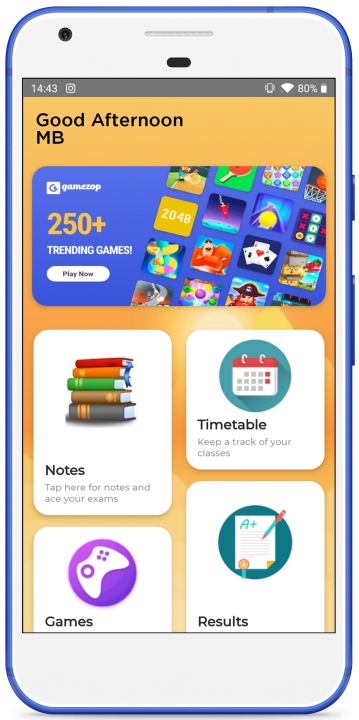 14:43
80%
Good Afternoon
MB
gamezop
250+
TRENDING GAMES!
Play Now
2048
Notes
Tap here for notes and
ace your exams
Timetable
Keep a track of your
classes
Games
A+
Results